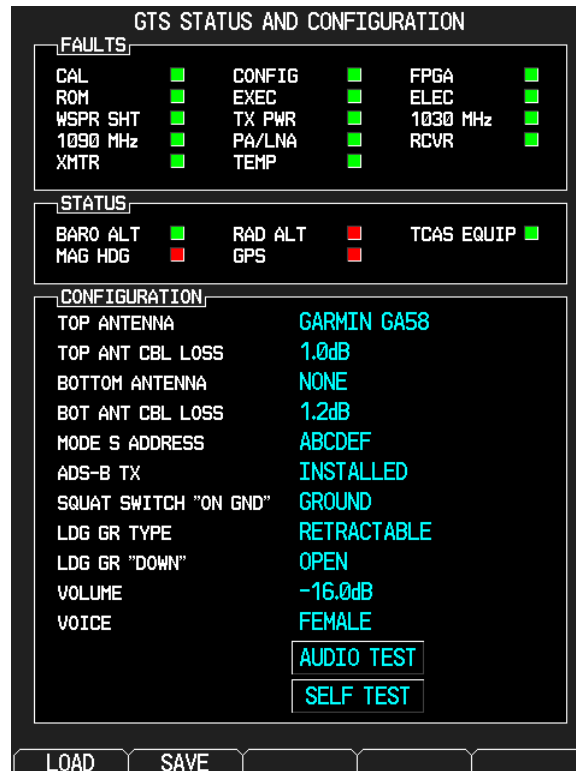 GTS STATUS AND CONFIGURATION
FAULTS
CAL CONFIG FPGA
ROM EXEC ELEC
WSPR SHT TX PWR 1030 MHz
1090 MHz PA/LNA RCVR
XMTR TEMP
STATUS
BARO ALT RAD ALT TCAS EQUIP
MAG HDG GPS
CONFIGURATION
TOP ANTENNA GARMIN GA58
TOP ANT CBL LOSS 1.0dB
BOTTOM ANTENNA NONE
BOT ANT CBL LOSS 1.2dB
MODE S ADDRESS ABCDEF
ADS-B TX INSTALLED
SQUAT SWITCH "ON GND" GROUND
LDG GR TYPE RETRACTABLE
LDG GR "DOWN" OPEN
VOLUME -16.0dB
VOICE FEMALE
AUDIO TEST
SELF TEST
LOAD SAVE